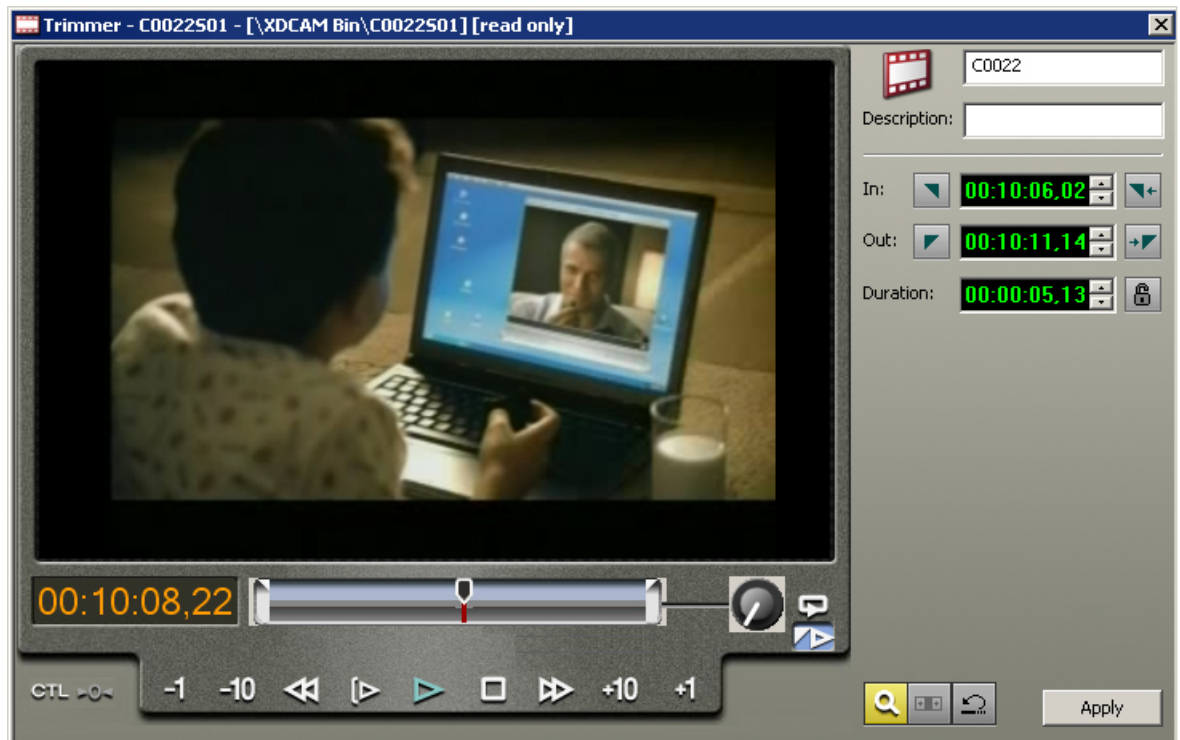 Trimmer - C0022S01 - [\XDCAM Bin\C0022S01] [read only]
C0022
Description:
In: 00:10:06,02
Out: 00:10:11,14
Duration: 00:00:05,13
00:10:08,22
CTL ▸0◂ -1 -10 +10 +1
Apply